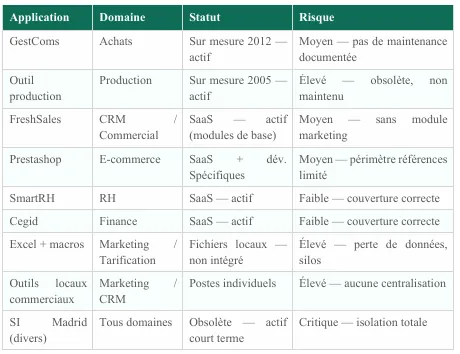 Application Domaine Statut Risque
GestComs Achats Sur mesure 2012 — Moyen — pas de maintenance
actif documentée
Outil Production Sur mesure 2005 — Élevé — obsolète, non
production actif maintenu
FreshSales CRM / SaaS — actif Moyen — sans module
Commercial (modules de base) marketing
Prestashop E-commerce SaaS + dév. Moyen — périmètre références
Spécifiques limité
SmartRH RH SaaS — actif Faible — couverture correcte
Cegid Finance SaaS — actif Faible — couverture correcte
Excel + macros Marketing / Fichiers locaux — Élevé — perte de données,
Tarification non intégré silos
Outils locaux Marketing / Postes individuels Élevé — aucune centralisation
commerciaux CRM
SI Madrid Tous domaines Obsolète — actif Critique — isolation totale
(divers) court terme